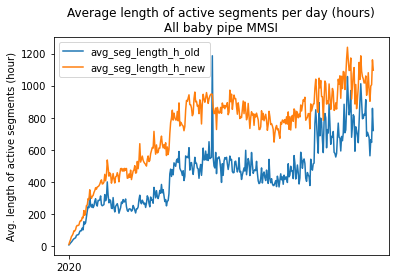 Average length of active segments per day (hours)
All baby pipe MMSI
avg_seg_length_h_old
avg_seg_length_h_new
Avg. length of active segments (hour)
1200
1000
800
600
400
200
0
2020